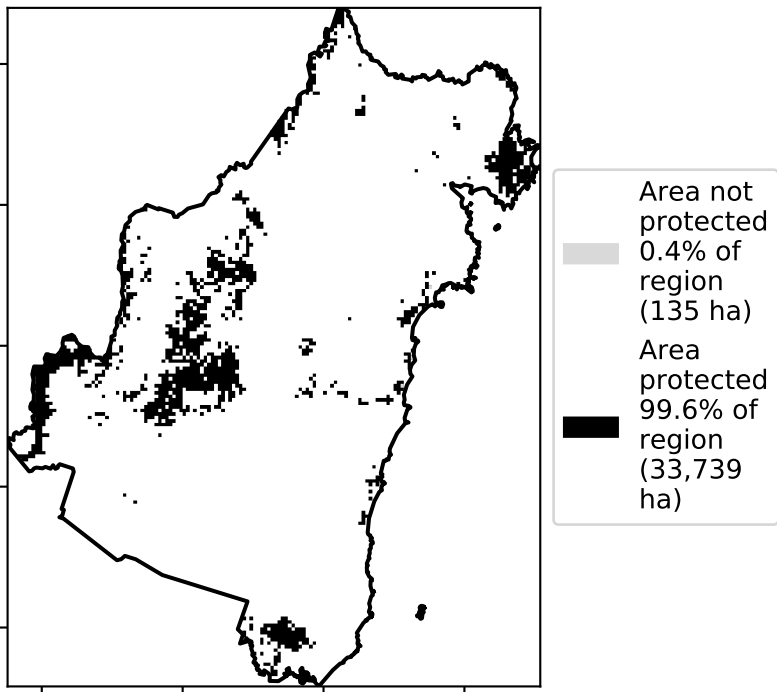 Area not
protected
0.4% of
region
(135 ha)
Area
protected
99.6% of
region
(33,739
ha)